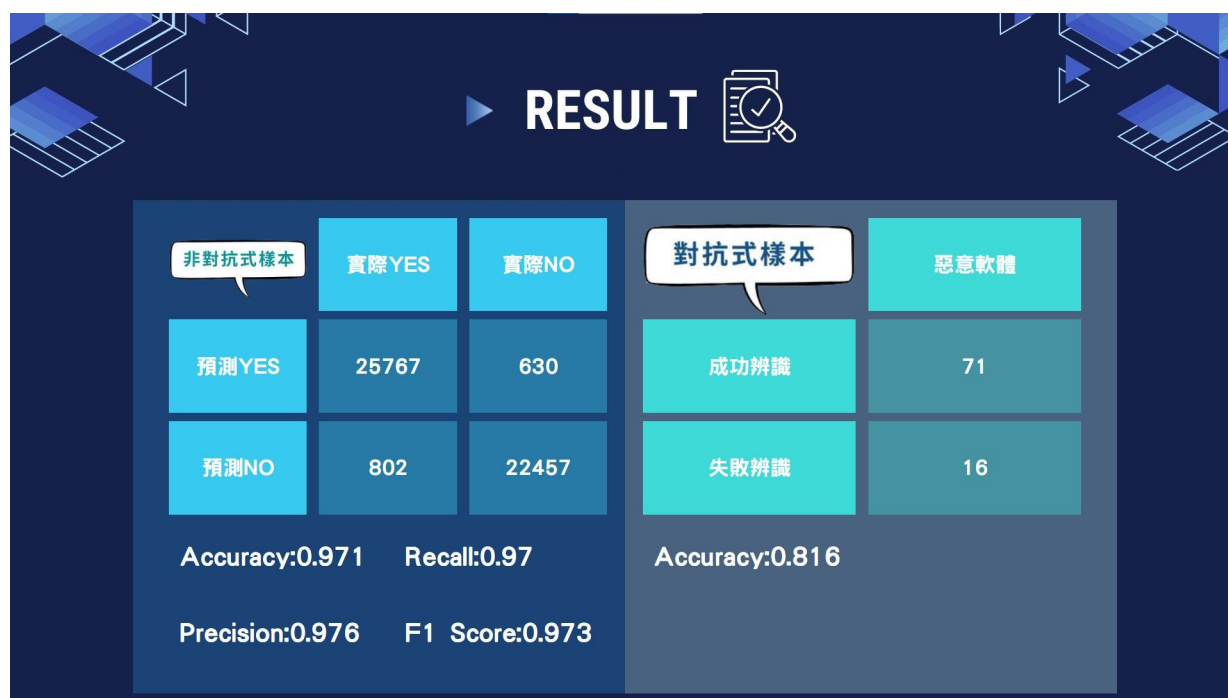 RESULT
非對抗式樣本 實際YES 實際NO
預測YES 25767 630
預測NO 802 22457
Accuracy:0.971 Recall:0.97
Precision:0.976 F1 Score:0.973
對抗式樣本 惡意軟體
成功辨識 71
失敗辨識 16
Accuracy:0.816